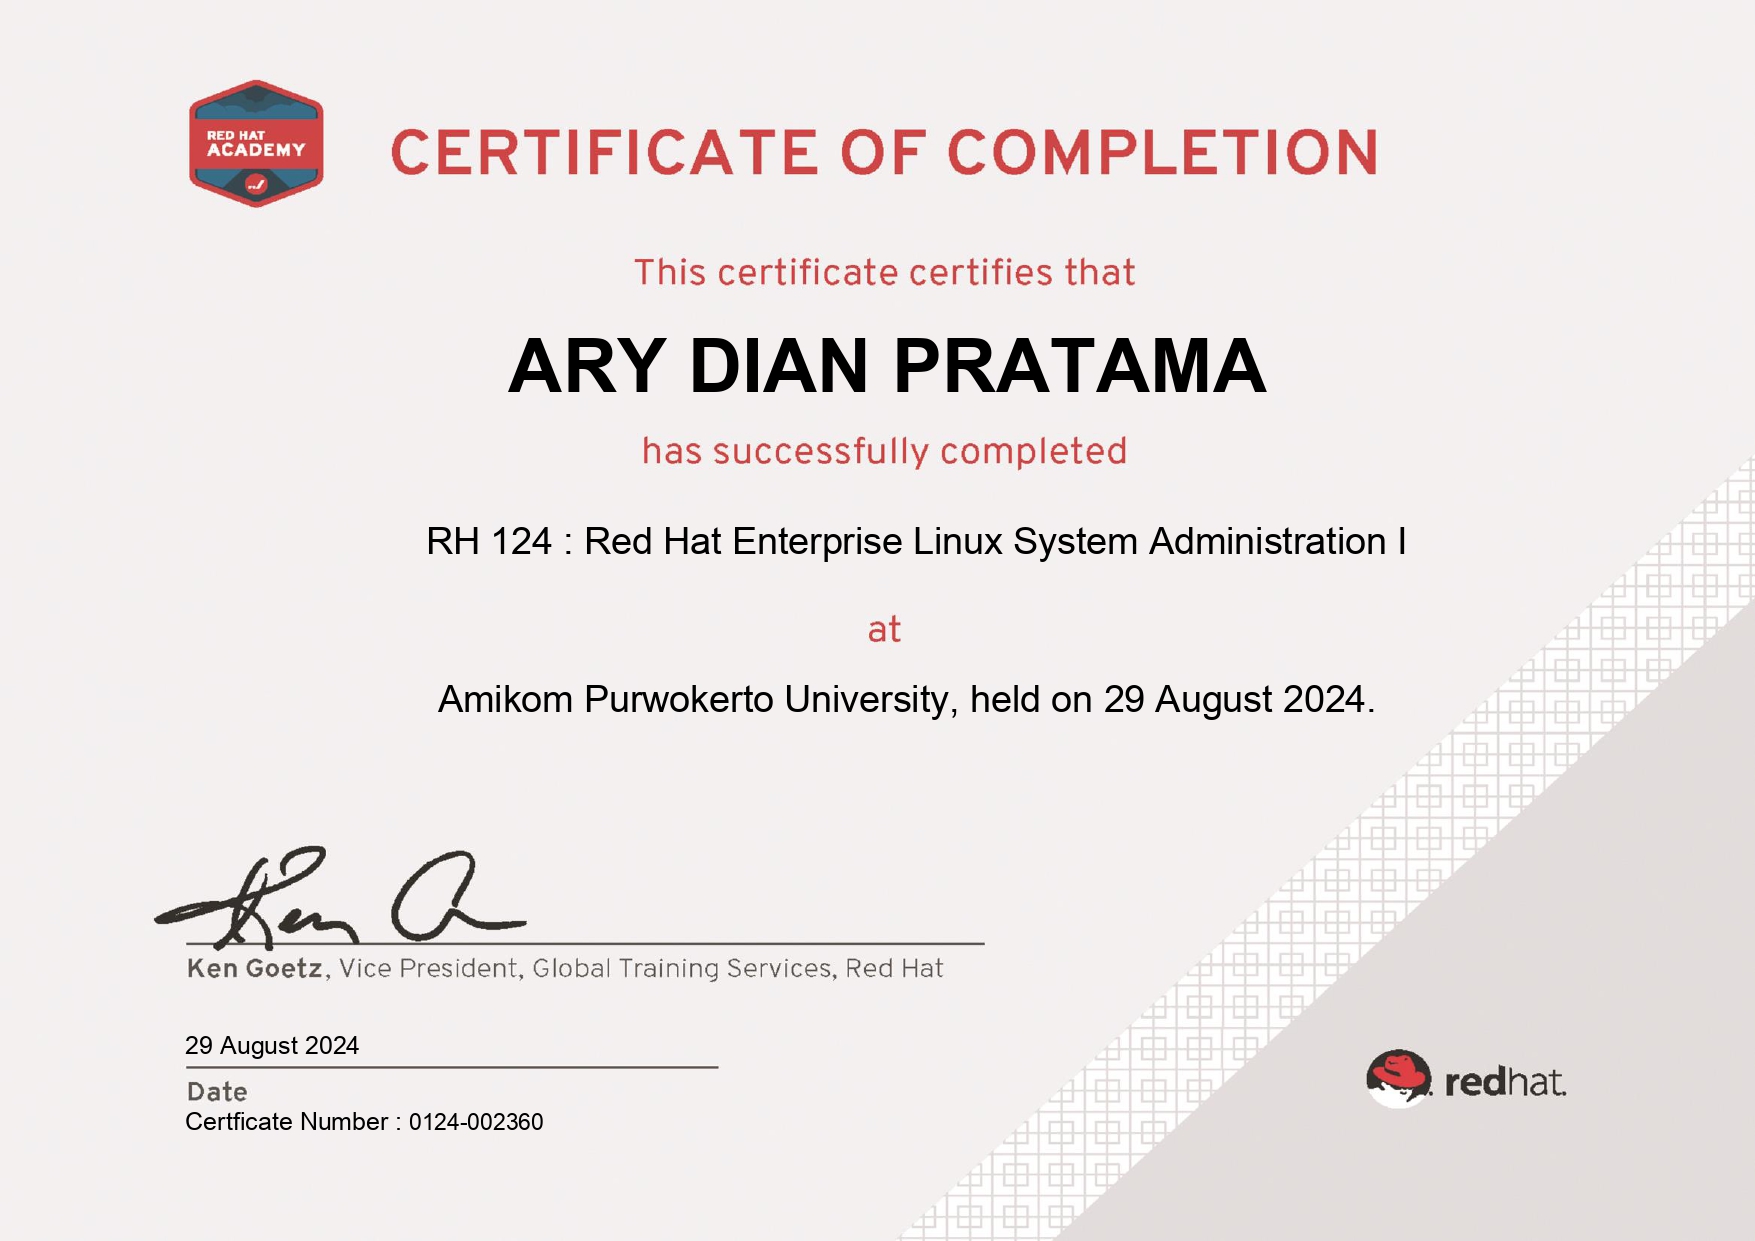 RED HAT
ACADEMY
CERTIFICATE OF COMPLETION
This certificate certifies that
ARY DIAN PRATAMA
has successfully completed
RH 124 : Red Hat Enterprise Linux System Administration I
at
Amikom Purwokerto University, held on 29 August 2024.
Ken Goetz, Vice President, Global Training Services, Red Hat
29 August 2024
Date
Certficate Number : 0124-002360
redhat.